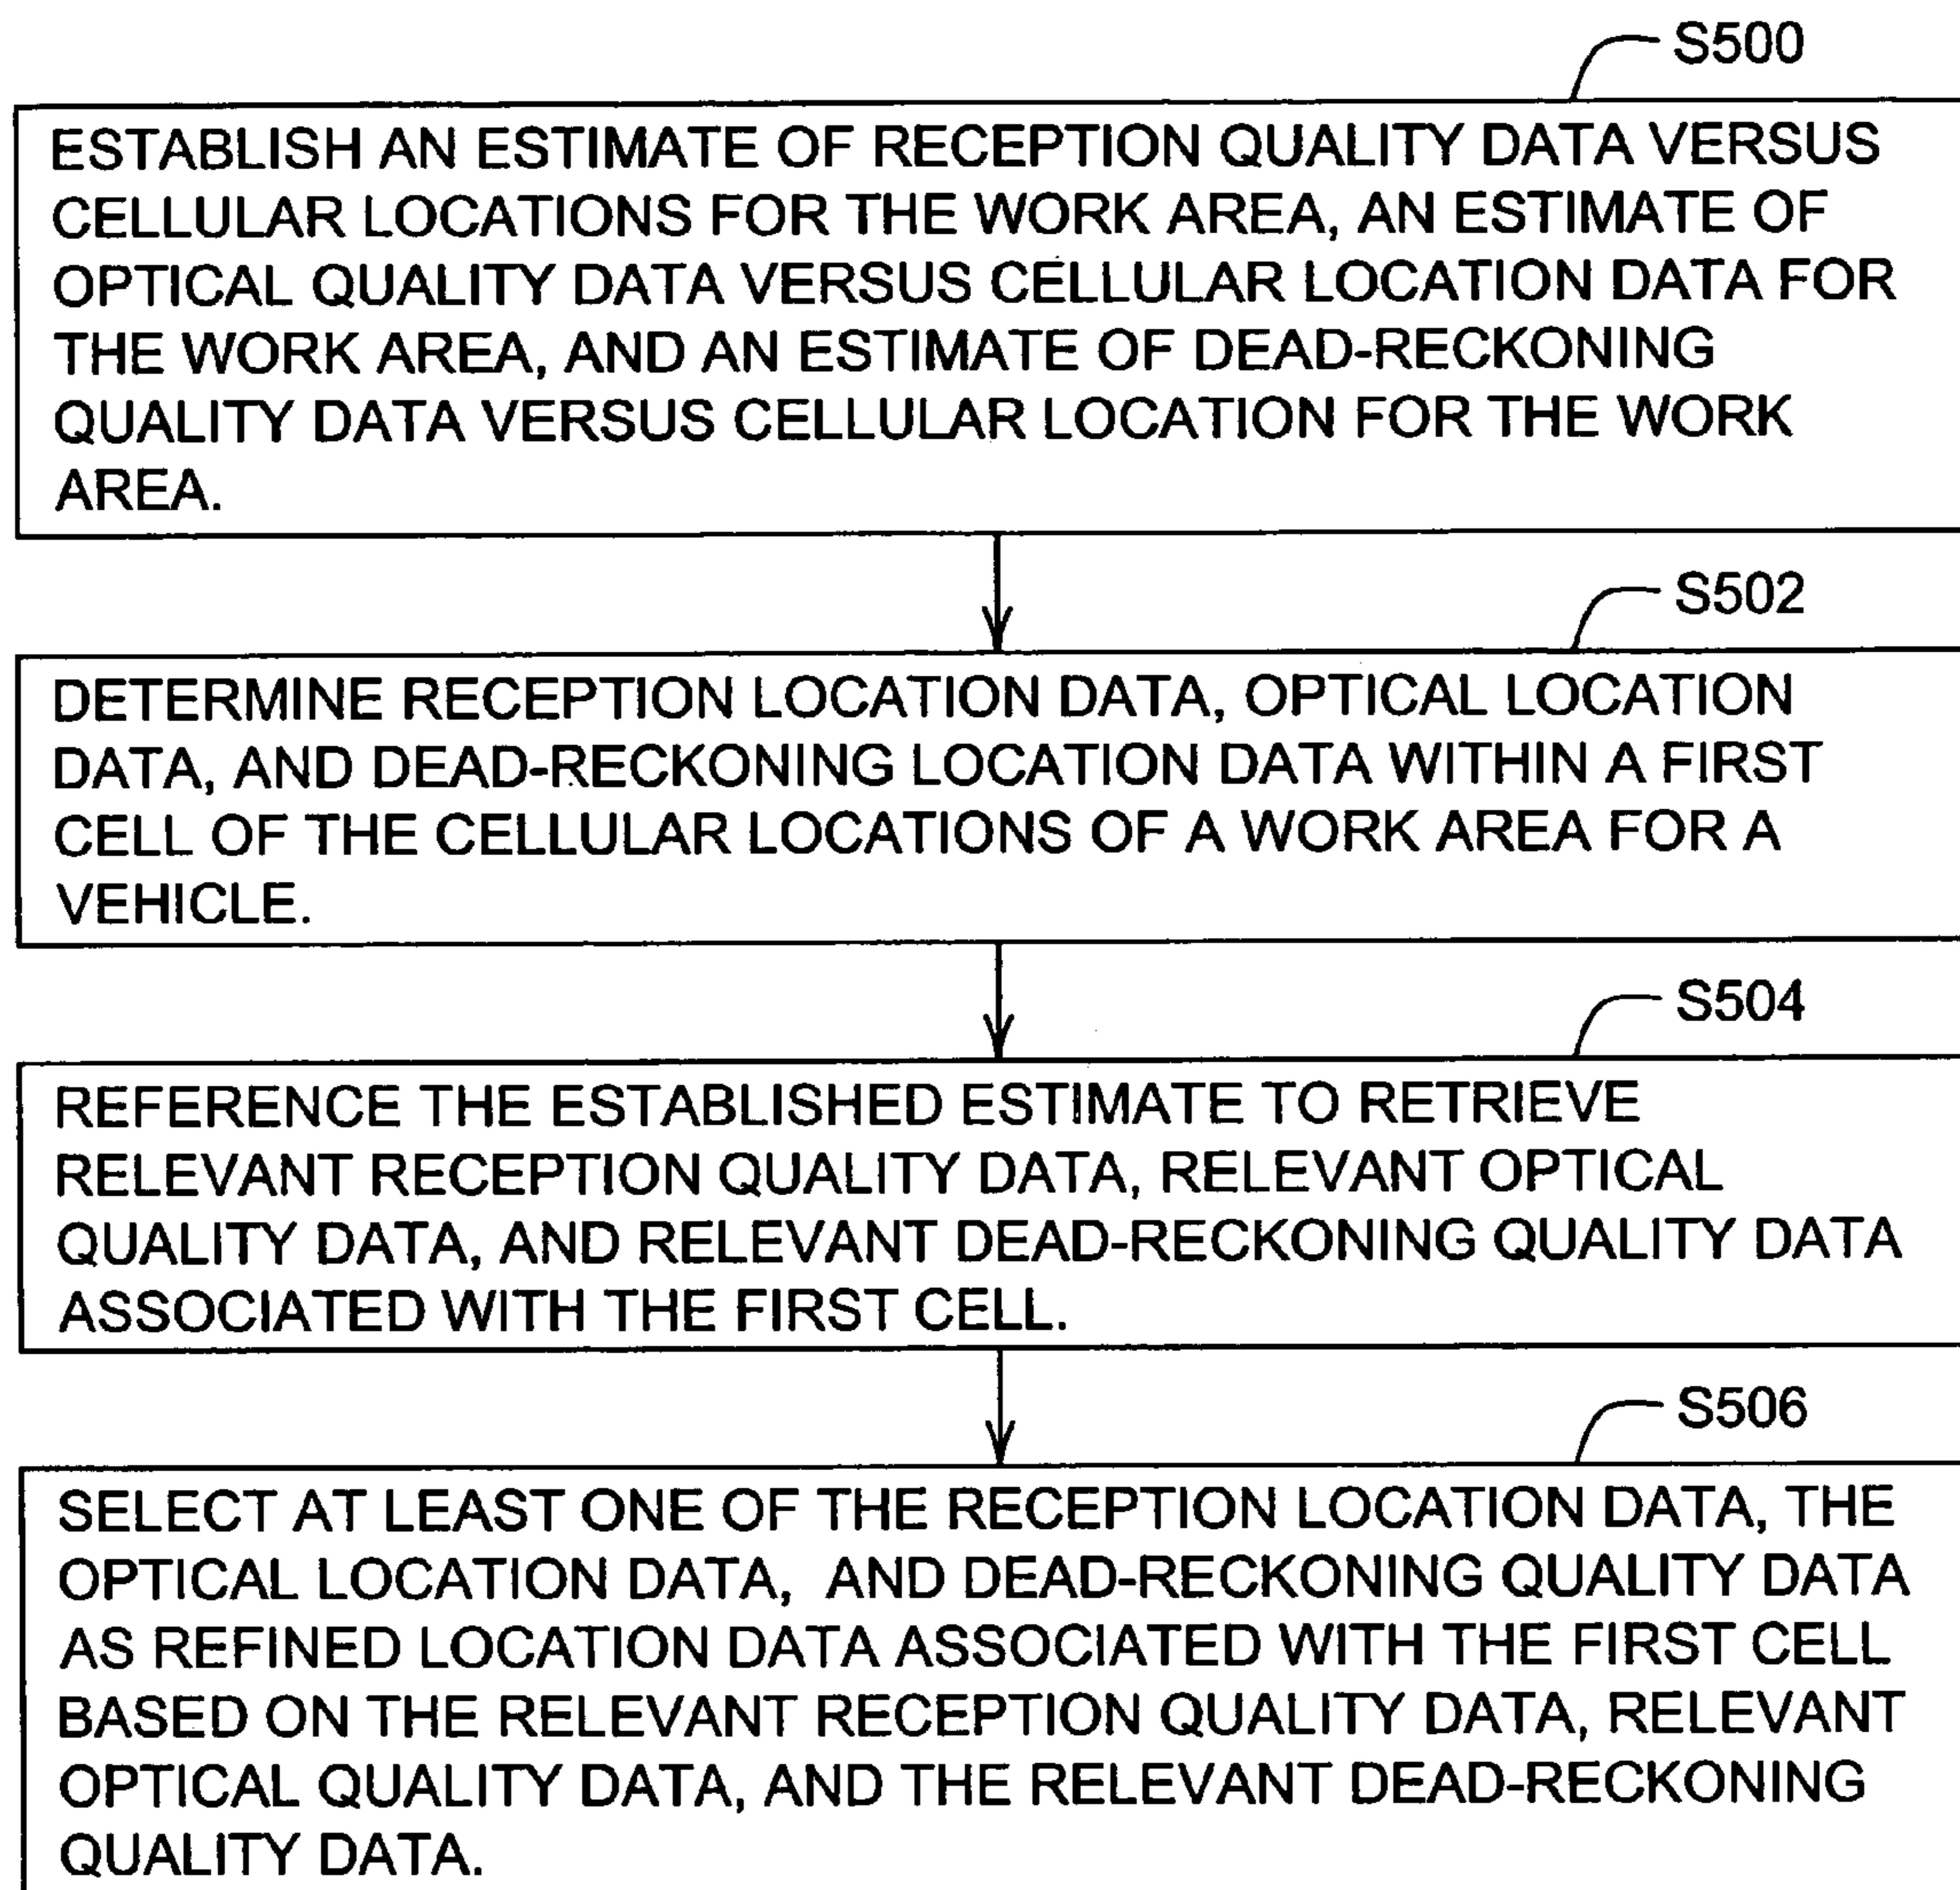 S500
ESTABLISH AN ESTIMATE OF RECEPTION QUALITY DATA VERSUS
CELLULAR LOCATIONS FOR THE WORK AREA, AN ESTIMATE OF
OPTICAL QUALITY DATA VERSUS CELLULAR LOCATION DATA FOR
THE WORK AREA, AND AN ESTIMATE OF DEAD-RECKONING
QUALITY DATA VERSUS CELLULAR LOCATION FOR THE WORK
AREA.
S502
DETERMINE RECEPTION LOCATION DATA, OPTICAL LOCATION
DATA, AND DEAD-RECKONING LOCATION DATA WITHIN A FIRST
CELL OF THE CELLULAR LOCATIONS OF A WORK AREA FOR A
VEHICLE.
S504
REFERENCE THE ESTABLISHED ESTIMATE TO RETRIEVE
RELEVANT RECEPTION QUALITY DATA, RELEVANT OPTICAL
QUALITY DATA, AND RELEVANT DEAD-RECKONING QUALITY DATA
ASSOCIATED WITH THE FIRST CELL.
S506
SELECT AT LEAST ONE OF THE RECEPTION LOCATION DATA, THE
OPTICAL LOCATION DATA, AND DEAD-RECKONING QUALITY DATA
AS REFINED LOCATION DATA ASSOCIATED WITH THE FIRST CELL
BASED ON THE RELEVANT RECEPTION QUALITY DATA, RELEVANT
OPTICAL QUALITY DATA, AND THE RELEVANT DEAD-RECKONING
QUALITY DATA.